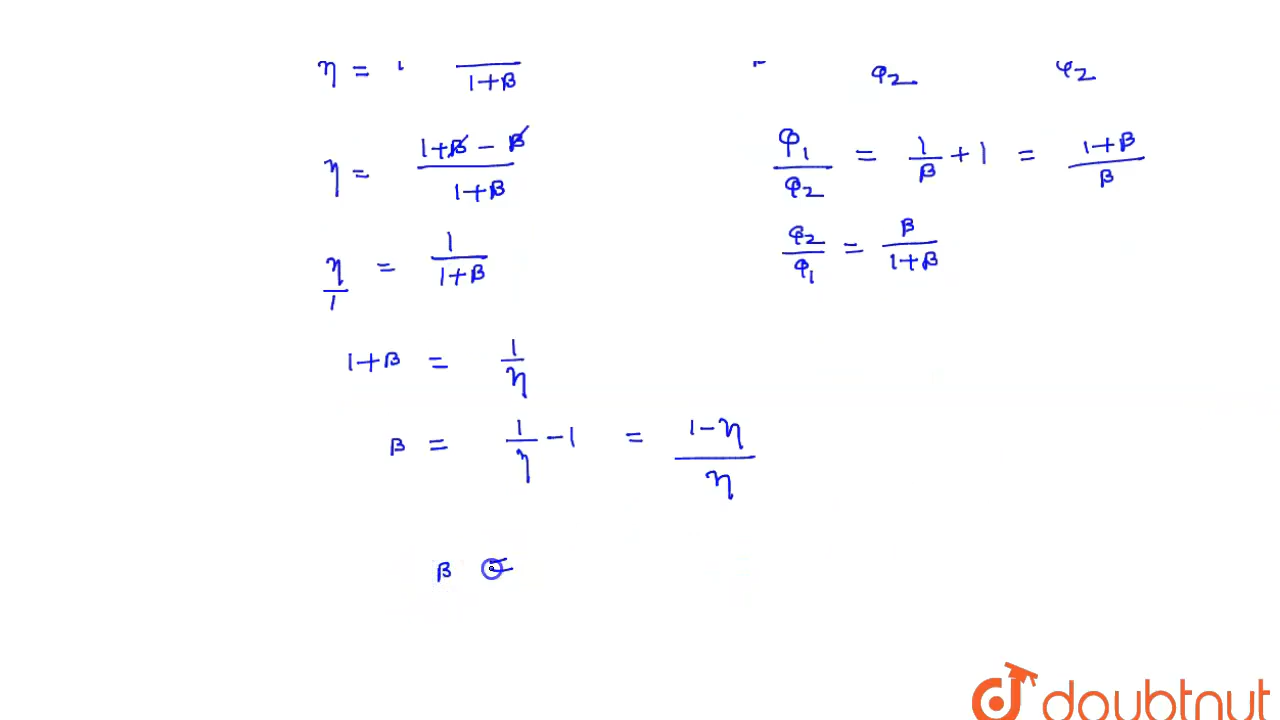 η = 1 / (1+β)
η = (1+β − β) / (1+β)
η/1 = 1/(1+β)
1+β = 1/η
β = 1/η − 1 = (1−η)/η
β =
φ2 φ2
φ1/φ2 = 1/β + 1 = (1+β)/β
φ2/φ1 = β/(1+β)
doubtnut